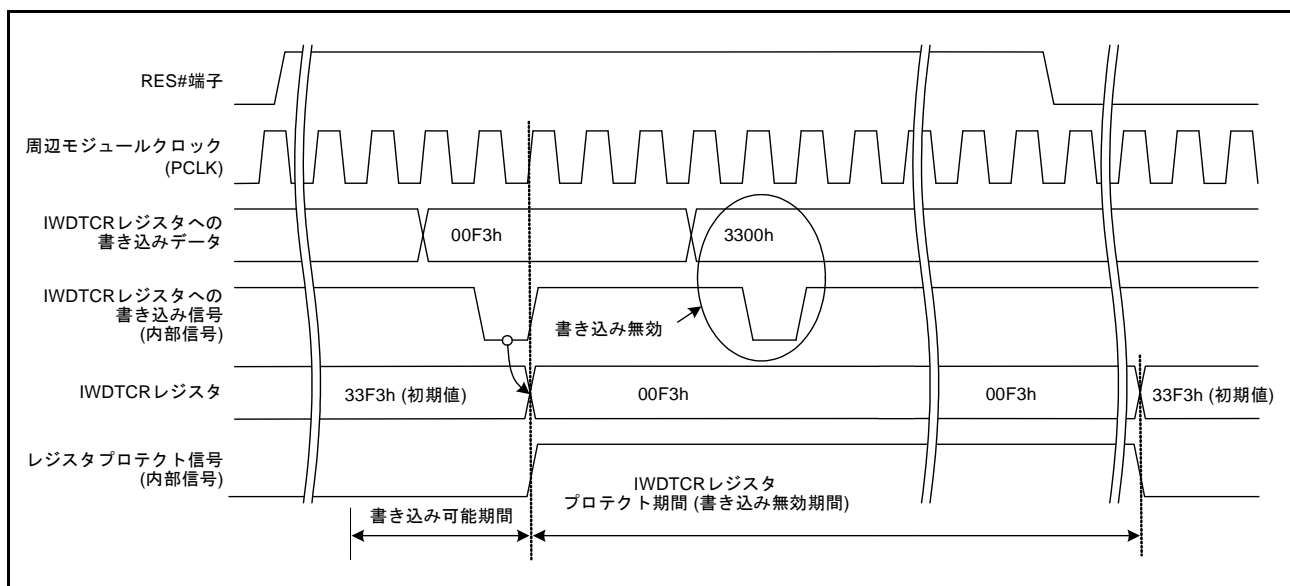 RES#端子
周辺モジュールクロック
(PCLK)
IWDTCRレジスタへの
書き込みデータ
00F3h
3300h
IWDTCRレジスタへの
書き込み信号
(内部信号)
書き込み無効
IWDTCRレジスタ
33F3h (初期値)
00F3h
00F3h
33F3h (初期値)
レジスタプロテクト信号
(内部信号)
IWDTCRレジスタ
プロテクト期間 (書き込み無効期間)
書き込み可能期間